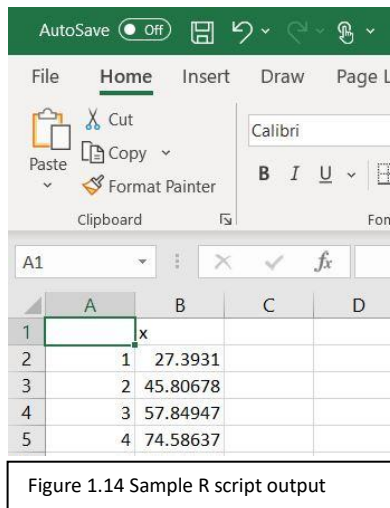 AutoSave Off
File Home Insert Draw Page L
Paste
Cut
Copy
Format Painter
Clipboard
Calibri
B I U
Fon
A1 fx
A B C D
1 x
2 1 27.3931
3 2 45.80678
4 3 57.84947
5 4 74.58637
Figure 1.14 Sample R script output